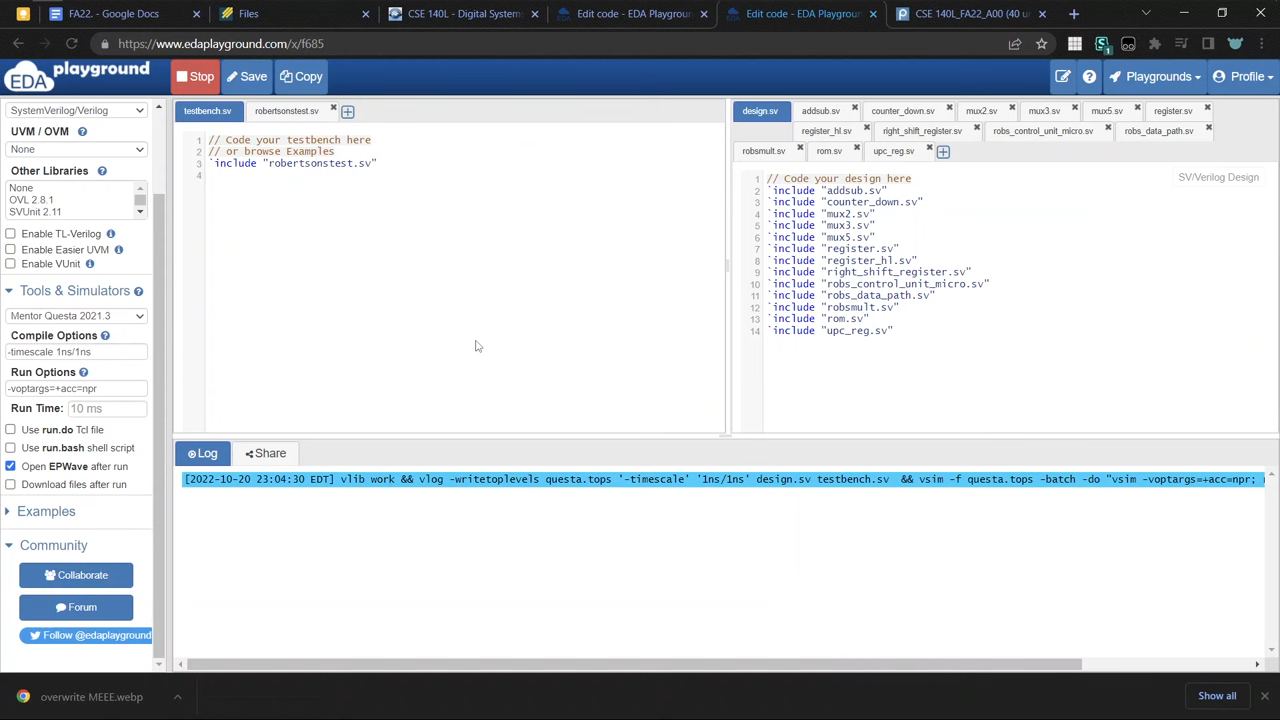 FA22. - Google Docs
Files
CSE 140L - Digital Systems
Edit code - EDA Playground
Edit code - EDA Playground
CSE 140L_FA22_A00 (40 un
https://www.edaplayground.com/x/f685
1
EDA playground
Stop
Save
Copy
Playgrounds
Profile
SystemVerilog/Verilog
UVM / OVM
None
Other Libraries
None
OVL 2.8.1
SVUnit 2.11
Enable TL-Verilog
Enable Easier UVM
Enable VUnit
Tools & Simulators
Mentor Questa 2021.3
Compile Options
-timescale 1ns/1ns
Run Options
-voptargs=+acc=npr
Run Time: 10 ms
Use run.do Tcl file
Use run.bash shell script
Open EPWave after run
Download files after run
Examples
Community
Collaborate
Forum
Follow @edaplayground
testbench.sv
robertsonstest.sv
1 // Code your testbench here
2 // or browse Examples
3 `include "robertsonstest.sv"
4
design.sv
addsub.sv
counter_down.sv
mux2.sv
mux3.sv
mux5.sv
register.sv
register_hl.sv
right_shift_register.sv
robs_control_unit_micro.sv
robs_data_path.sv
robsmult.sv
rom.sv
upc_reg.sv
SV/Verilog Design
1 // Code your design here
2 `include "addsub.sv"
3 `include "counter_down.sv"
4 `include "mux2.sv"
5 `include "mux3.sv"
6 `include "mux5.sv"
7 `include "register.sv"
8 `include "register_hl.sv"
9 `include "right_shift_register.sv"
10 `include "robs_control_unit_micro.sv"
11 `include "robs_data_path.sv"
12 `include "robsmult.sv"
13 `include "rom.sv"
14 `include "upc_reg.sv"
Log
Share
[2022-10-20 23:04:30 EDT] vlib work && vlog -writetoplevels questa.tops '-timescale' '1ns/1ns' design.sv testbench.sv && vsim -f questa.tops -batch -do "vsim -voptargs=+acc=npr;
overwrite MEEE.webp
Show all